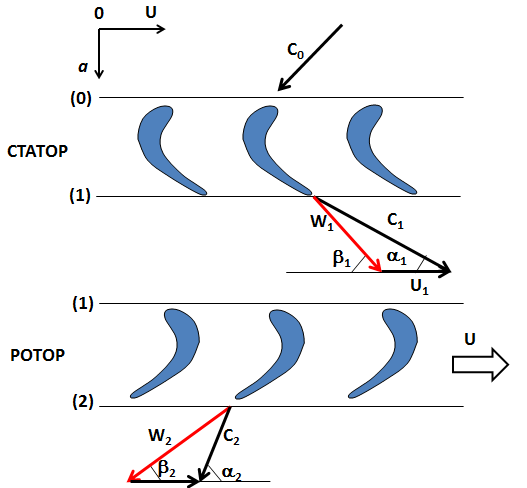 0 U
a
C0
(0)
СТАТОР
(1)
W1 C1
β1 α1
U1
(1)
U
РОТОР
(2)
W2 C2
β2 α2